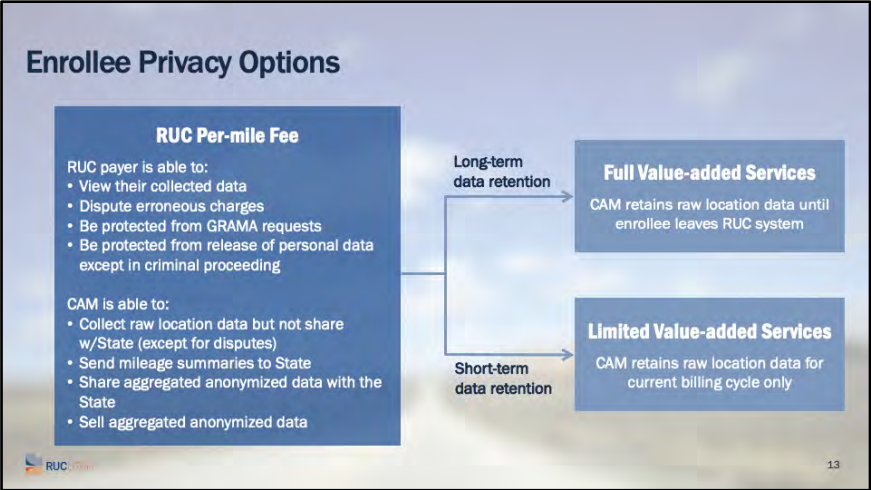 Enrollee Privacy Options
RUC Per-mile Fee
RUC payer is able to:
• View their collected data
• Dispute erroneous charges
• Be protected from GRAMA requests
• Be protected from release of personal data
except in criminal proceeding
CAM is able to:
• Collect raw location data but not share
w/State (except for disputes)
• Send mileage summaries to State
• Share aggregated anonymized data with the
State
• Sell aggregated anonymized data
Long-term
data retention
Full Value-added Services
CAM retains raw location data until
enrollee leaves RUC system
Short-term
data retention
Limited Value-added Services
CAM retains raw location data for
current billing cycle only
RUC
13